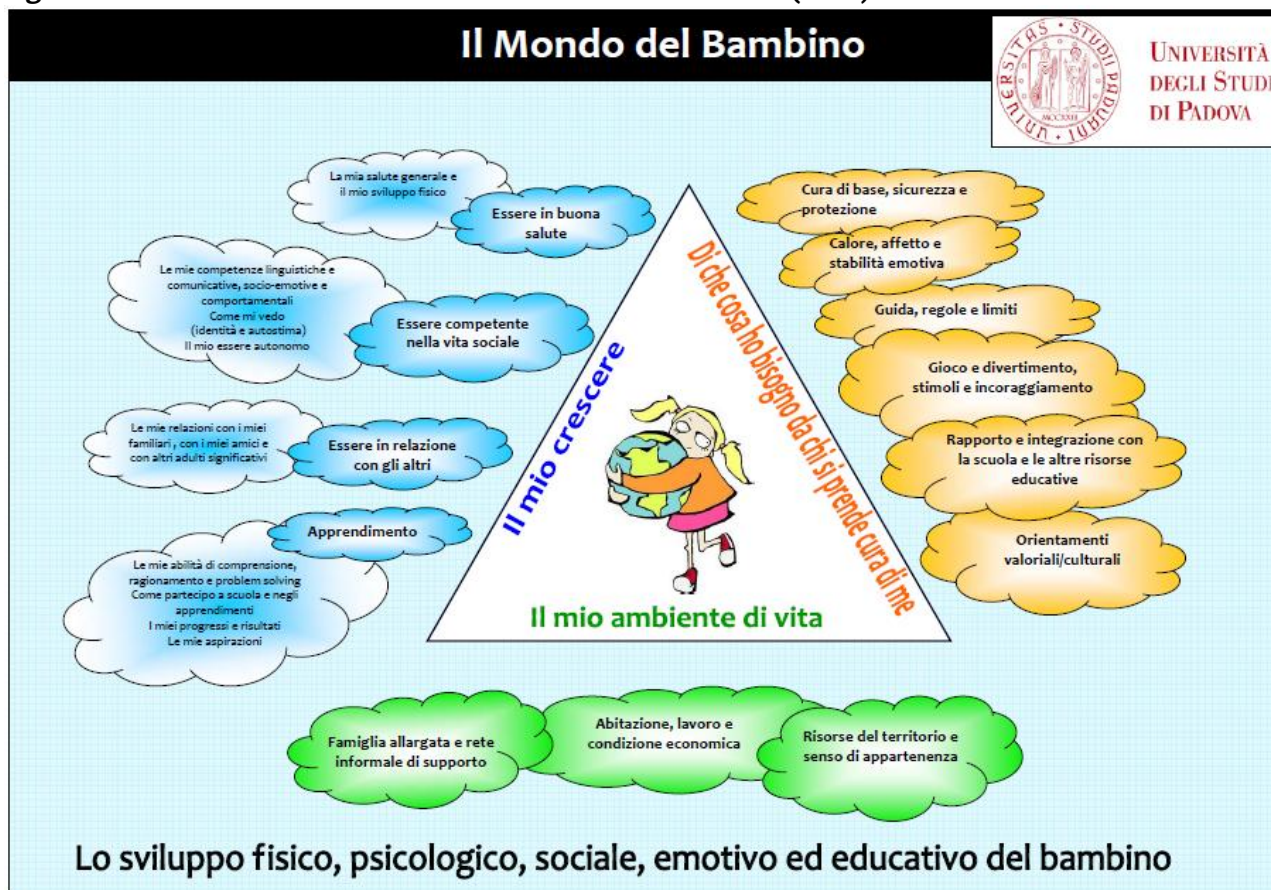 Il Mondo del Bambino
UNIVERSITÀ
DEGLI STUDI
DI PADOVA
La mia salute generale e
il mio sviluppo fisico
Essere in buona
salute
Le mie competenze linguistiche e
comunicative, socio-emotive e
comportamentali
Come mi vedo
(identità e autostima)
Il mio essere autonomo
Essere competente
nella vita sociale
Le mie relazioni con i miei
familiari , con i miei amici e
con altri adulti significativi
Essere in relazione
con gli altri
Apprendimento
Le mie abilità di comprensione,
ragionamento e problem solving
Come partecipo a scuola e negli
apprendimenti
I miei progressi e risultati
Le mie aspirazioni
Il mio crescere
Di che cosa ho bisogno da chi si prende cura di me
Il mio ambiente di vita
Cura di base, sicurezza e
protezione
Calore, affetto e
stabilità emotiva
Guida, regole e limiti
Gioco e divertimento,
stimoli e incoraggiamento
Rapporto e integrazione con
la scuola e le altre risorse
educative
Orientamenti
valoriali/culturali
Famiglia allargata e rete
informale di supporto
Abitazione, lavoro e
condizione economica
Risorse del territorio e
senso di appartenenza
Lo sviluppo fisico, psicologico, sociale, emotivo ed educativo del bambino